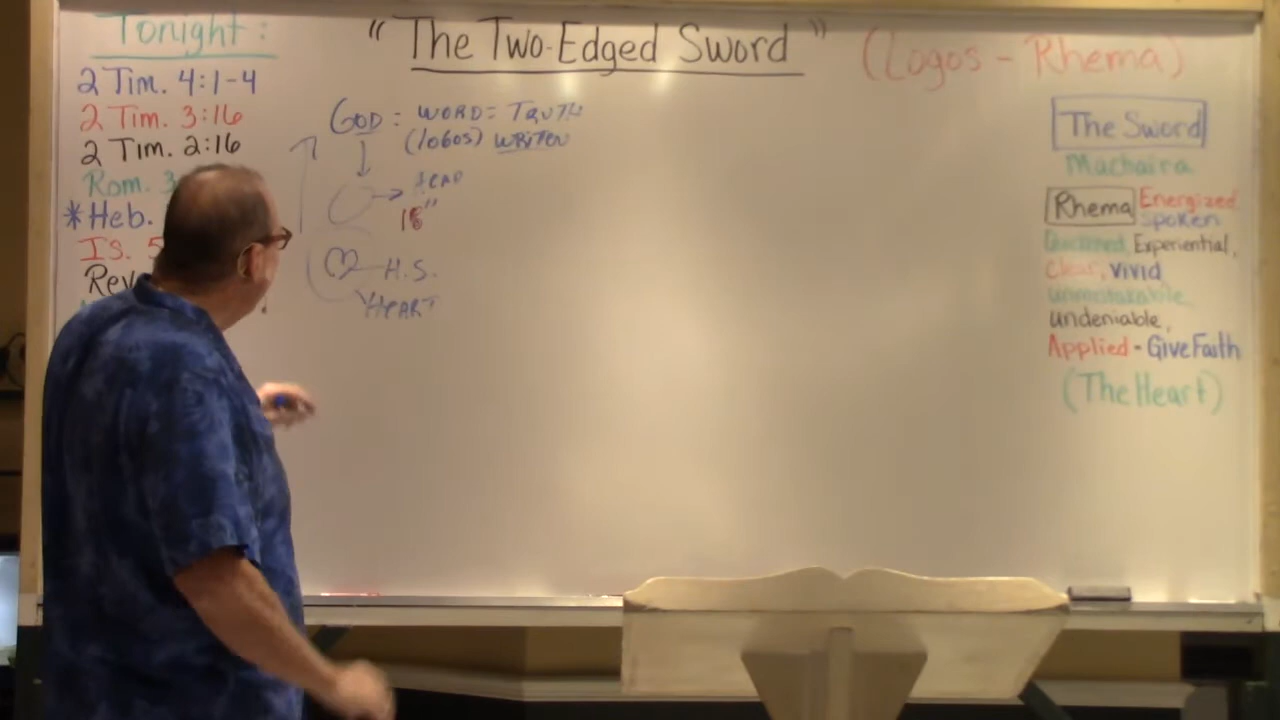 Tonight:
2 Tim. 4:1-4
2 Tim. 3:16
2 Tim. 2:16
Rom. 3
*Heb.
Is. 5
Rev
"The Two-Edged Sword" (Logos - Rhema)
GOD: WORD = TRUTH
(logos) WRITTEN
HEAD
18"
H.S.
HEART
The Sword
Machaira
Rhema Energized
spoken
Quickened, Experiential,
Clear, Vivid
unmistakable,
undeniable,
Applied - Give Faith
(The Heart)